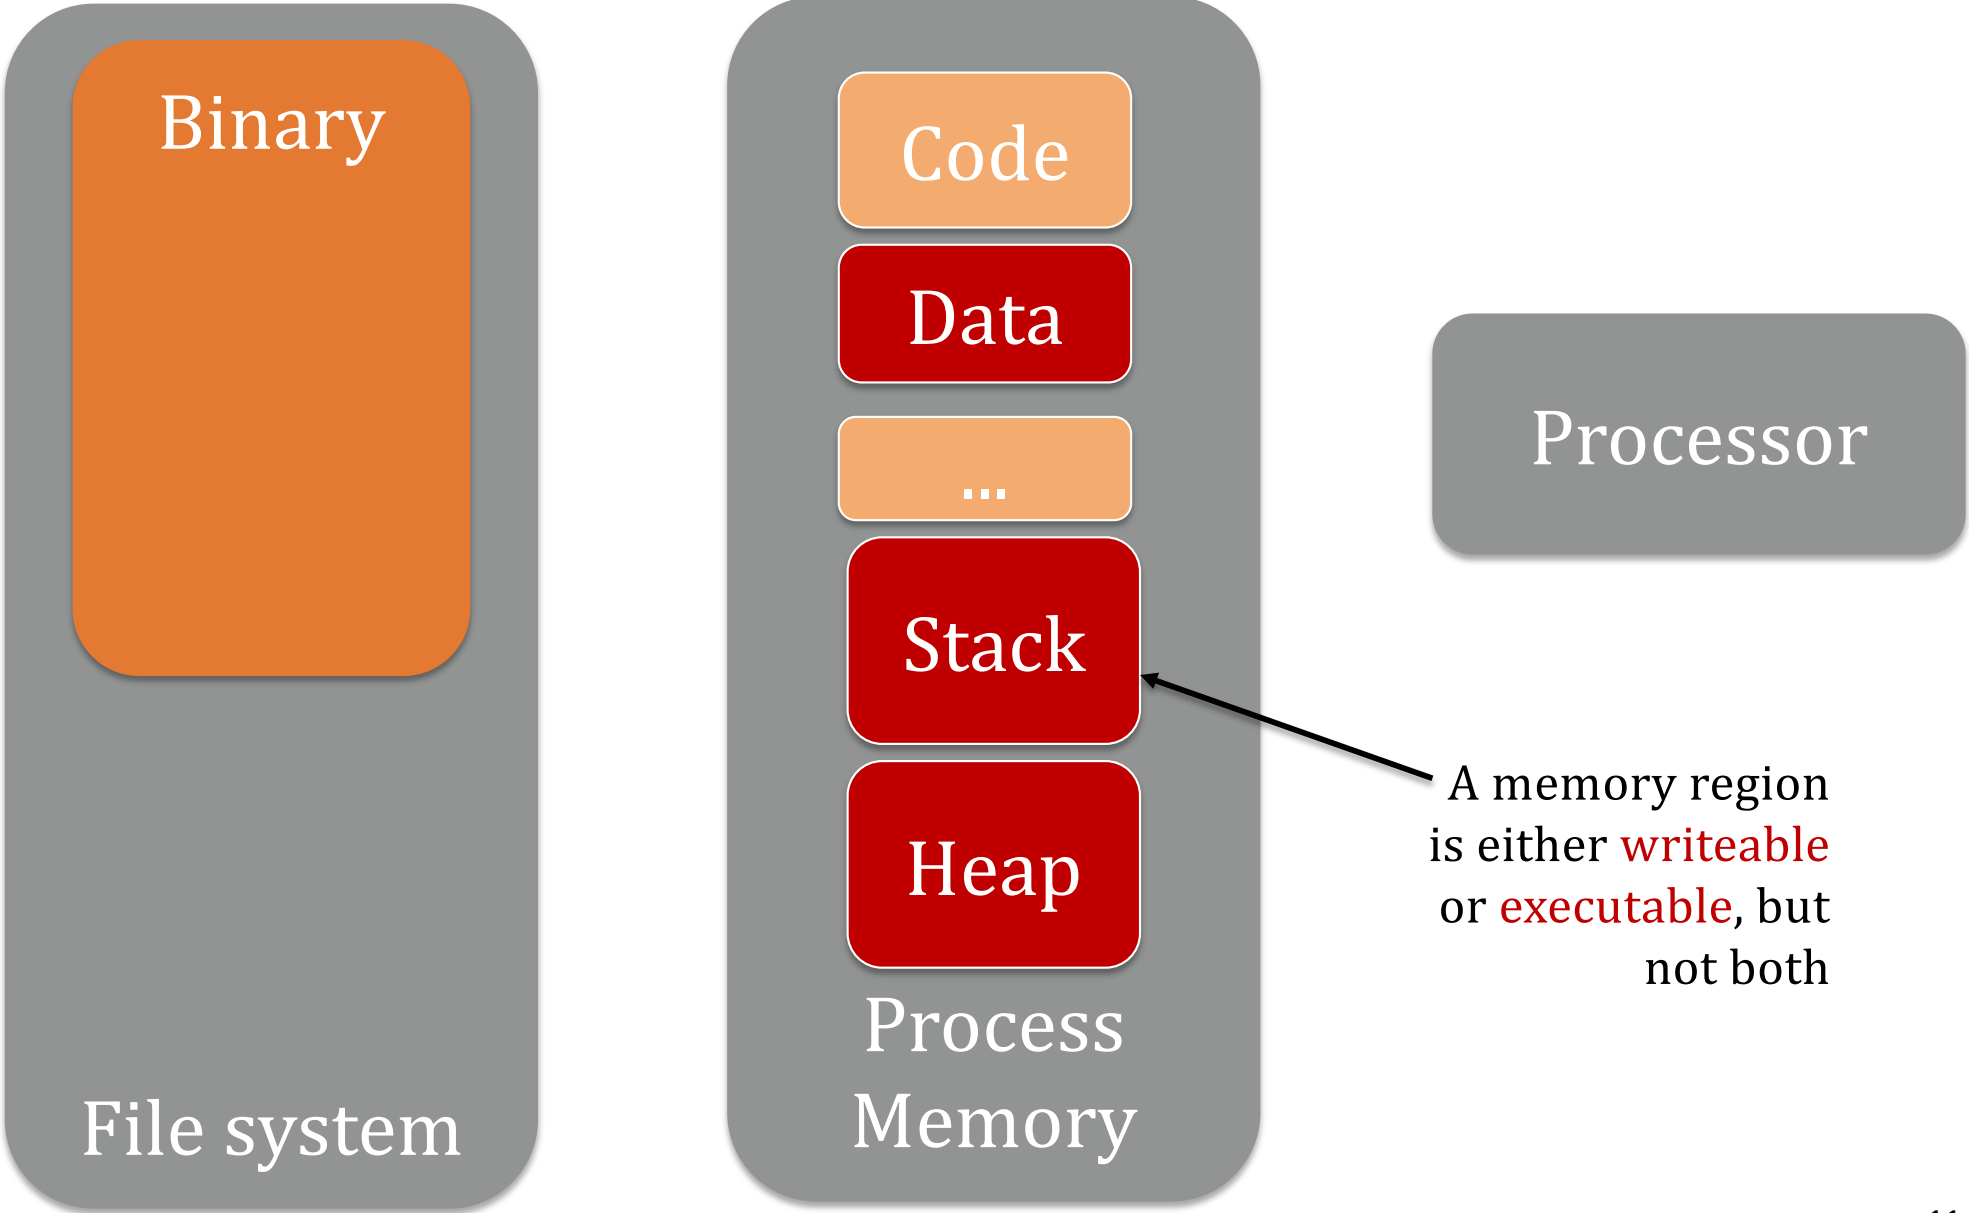 Binary
File system
Code
Data
...
Stack
Heap
Process
Memory
Processor
A memory region
is either writeable
or executable, but
not both